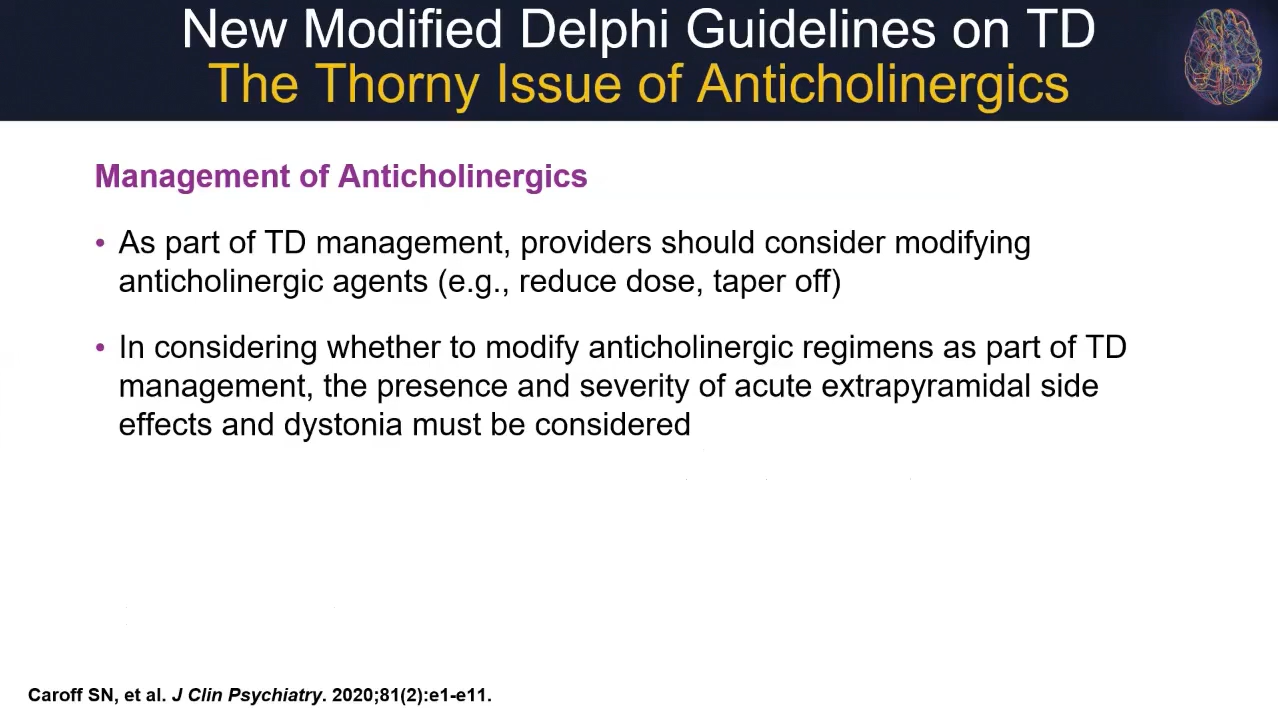 New Modified Delphi Guidelines on TD
The Thorny Issue of Anticholinergics
Management of Anticholinergics
• As part of TD management, providers should consider modifying
anticholinergic agents (e.g., reduce dose, taper off)
• In considering whether to modify anticholinergic regimens as part of TD
management, the presence and severity of acute extrapyramidal side
effects and dystonia must be considered
Caroff SN, et al. J Clin Psychiatry. 2020;81(2):e1-e11.